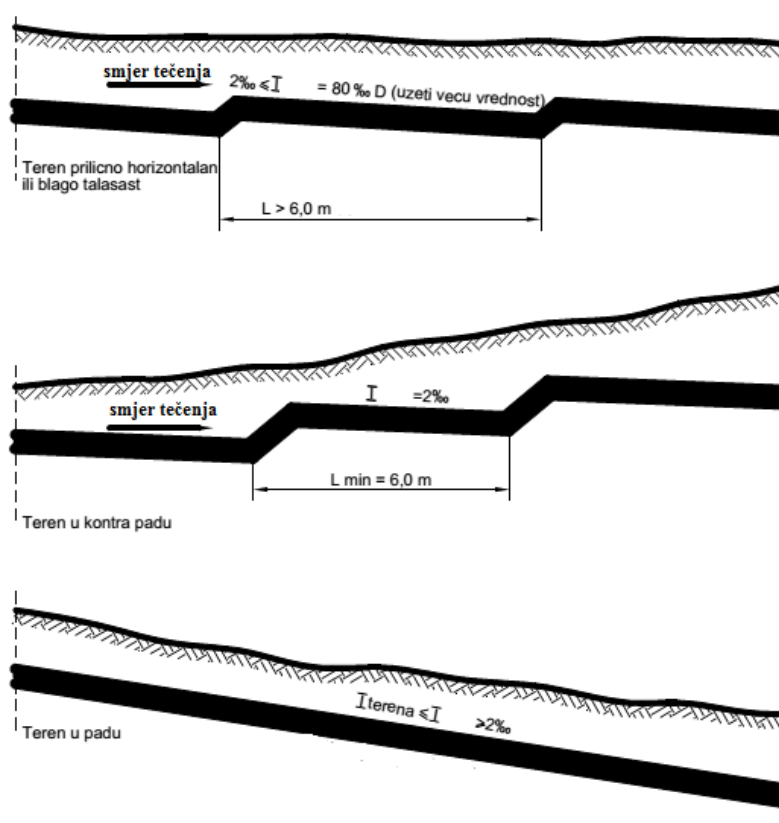 smjer tečenja
2‰ ⩽ I = 80 ‰ D (uzeti vecu vrednost)
Teren prilicno horizontalan
ili blago talasast
L > 6,0 m
I =2‰
smjer tečenja
L min = 6,0 m
Teren u kontra padu
Iterena ⩽ I ⩾2‰
Teren u padu